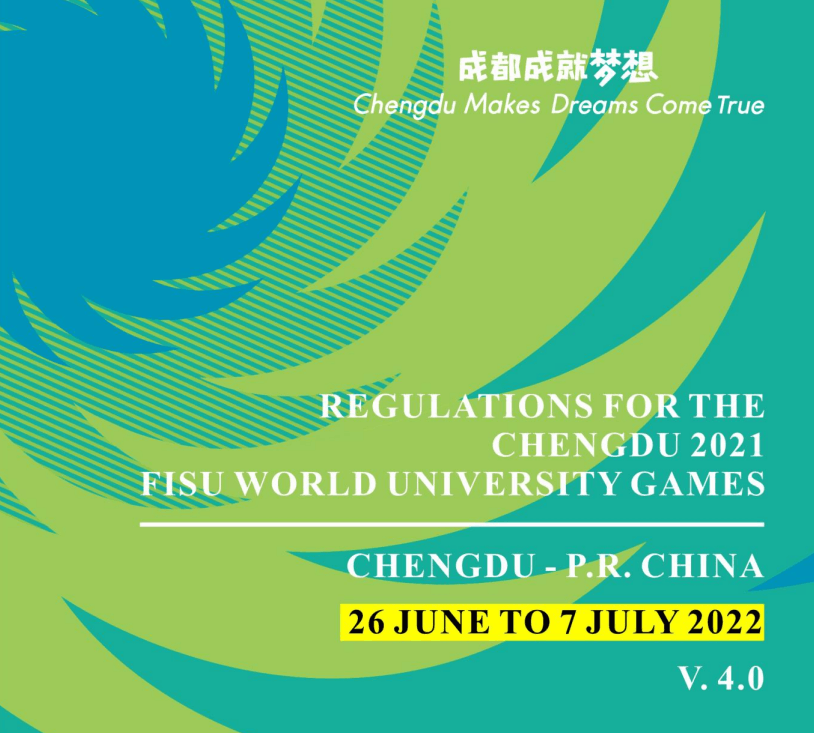 成都成就梦想
Chengdu Makes Dreams Come True
REGULATIONS FOR THE
CHENGDU 2021
FISU WORLD UNIVERSITY GAMES
CHENGDU - P.R. CHINA
26 JUNE TO 7 JULY 2022
V. 4.0